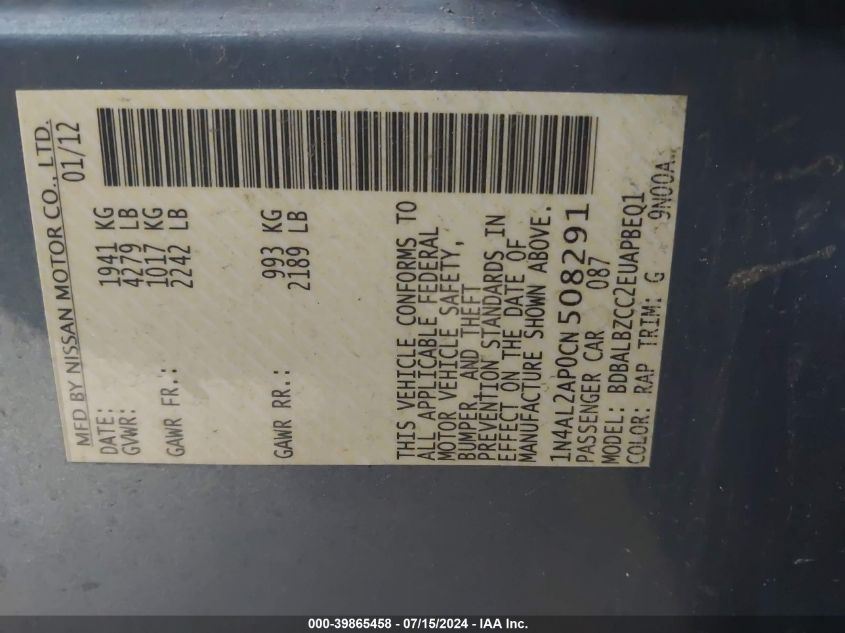 MFD BY NISSAN MOTOR CO., LTD.
DATE: 01/12
GVWR: 1941 KG
4279 LB
GAWR FR.: 1017 KG
2242 LB
GAWR RR.: 993 KG
2189 LB
THIS VEHICLE CONFORMS TO
ALL APPLICABLE FEDERAL
MOTOR VEHICLE SAFETY,
BUMPER, AND THEFT
PREVENTION STANDARDS IN
EFFECT ON THE DATE OF
MANUFACTURE SHOWN ABOVE.
1N4AL2AP0CN508291
PASSENGER CAR 087
MODEL: BDBALBZCC2EUAPBEQ1
COLOR: RAP TRIM: G 9N00A
000-39865458 - 07/15/2024 - IAA Inc.